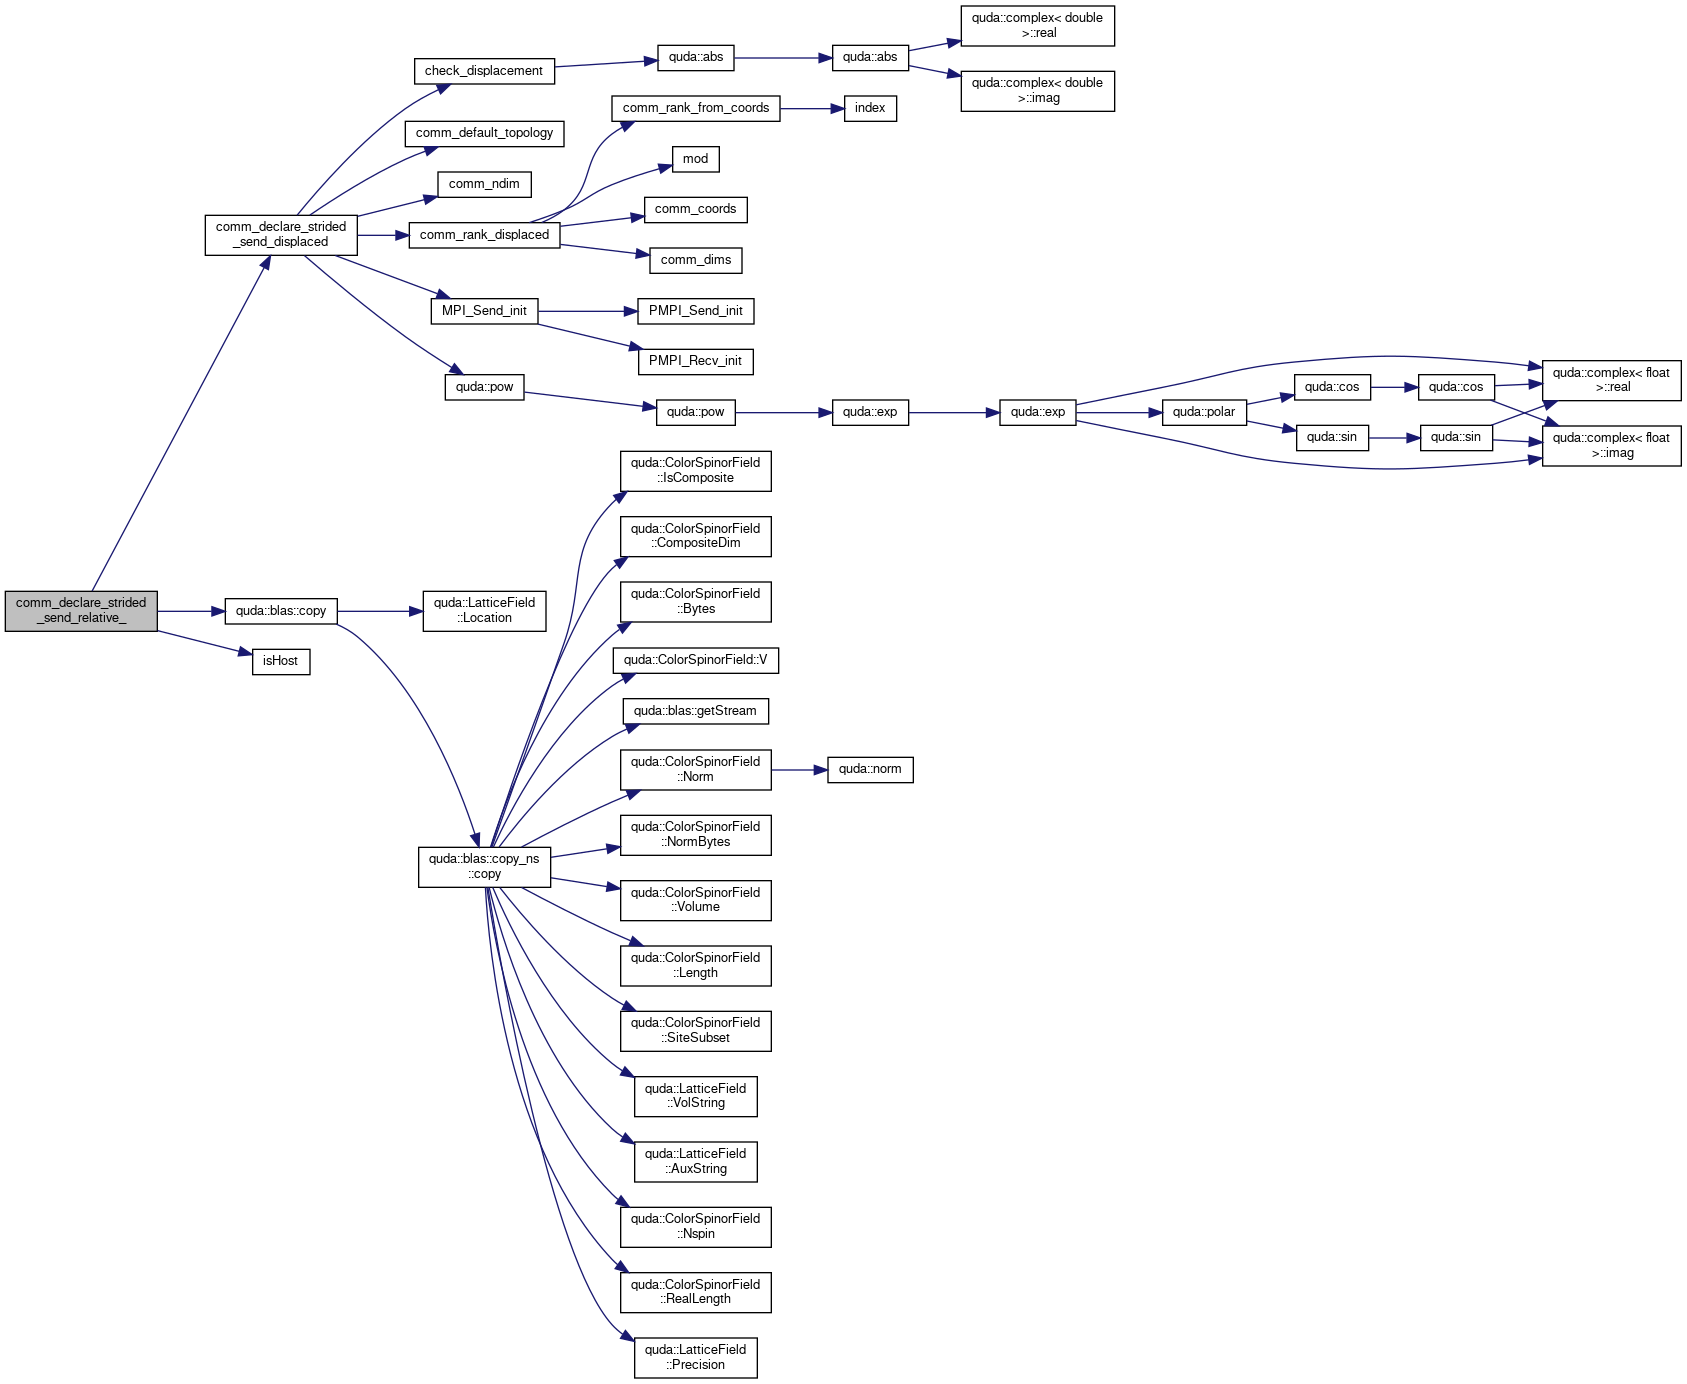 quda::complex< double
>::real
check_displacement
quda::abs
quda::abs
quda::complex< double
>::imag
comm_rank_from_coords
index
comm_default_topology
mod
comm_ndim
comm_coords
comm_declare_strided
_send_displaced
comm_rank_displaced
comm_dims
MPI_Send_init
PMPI_Send_init
PMPI_Recv_init
quda::pow
quda::pow
quda::exp
quda::exp
quda::polar
quda::cos
quda::cos
quda::complex< float
>::real
quda::sin
quda::sin
quda::complex< float
>::imag
quda::ColorSpinorField
::IsComposite
quda::ColorSpinorField
::CompositeDim
comm_declare_strided
_send_relative_
quda::blas::copy
quda::LatticeField
::Location
quda::ColorSpinorField
::Bytes
isHost
quda::ColorSpinorField::V
quda::blas::getStream
quda::ColorSpinorField
::Norm
quda::norm
quda::ColorSpinorField
::NormBytes
quda::blas::copy_ns
::copy
quda::ColorSpinorField
::Volume
quda::ColorSpinorField
::Length
quda::ColorSpinorField
::SiteSubset
quda::LatticeField
::VolString
quda::LatticeField
::AuxString
quda::ColorSpinorField
::Nspin
quda::ColorSpinorField
::RealLength
quda::LatticeField
::Precision